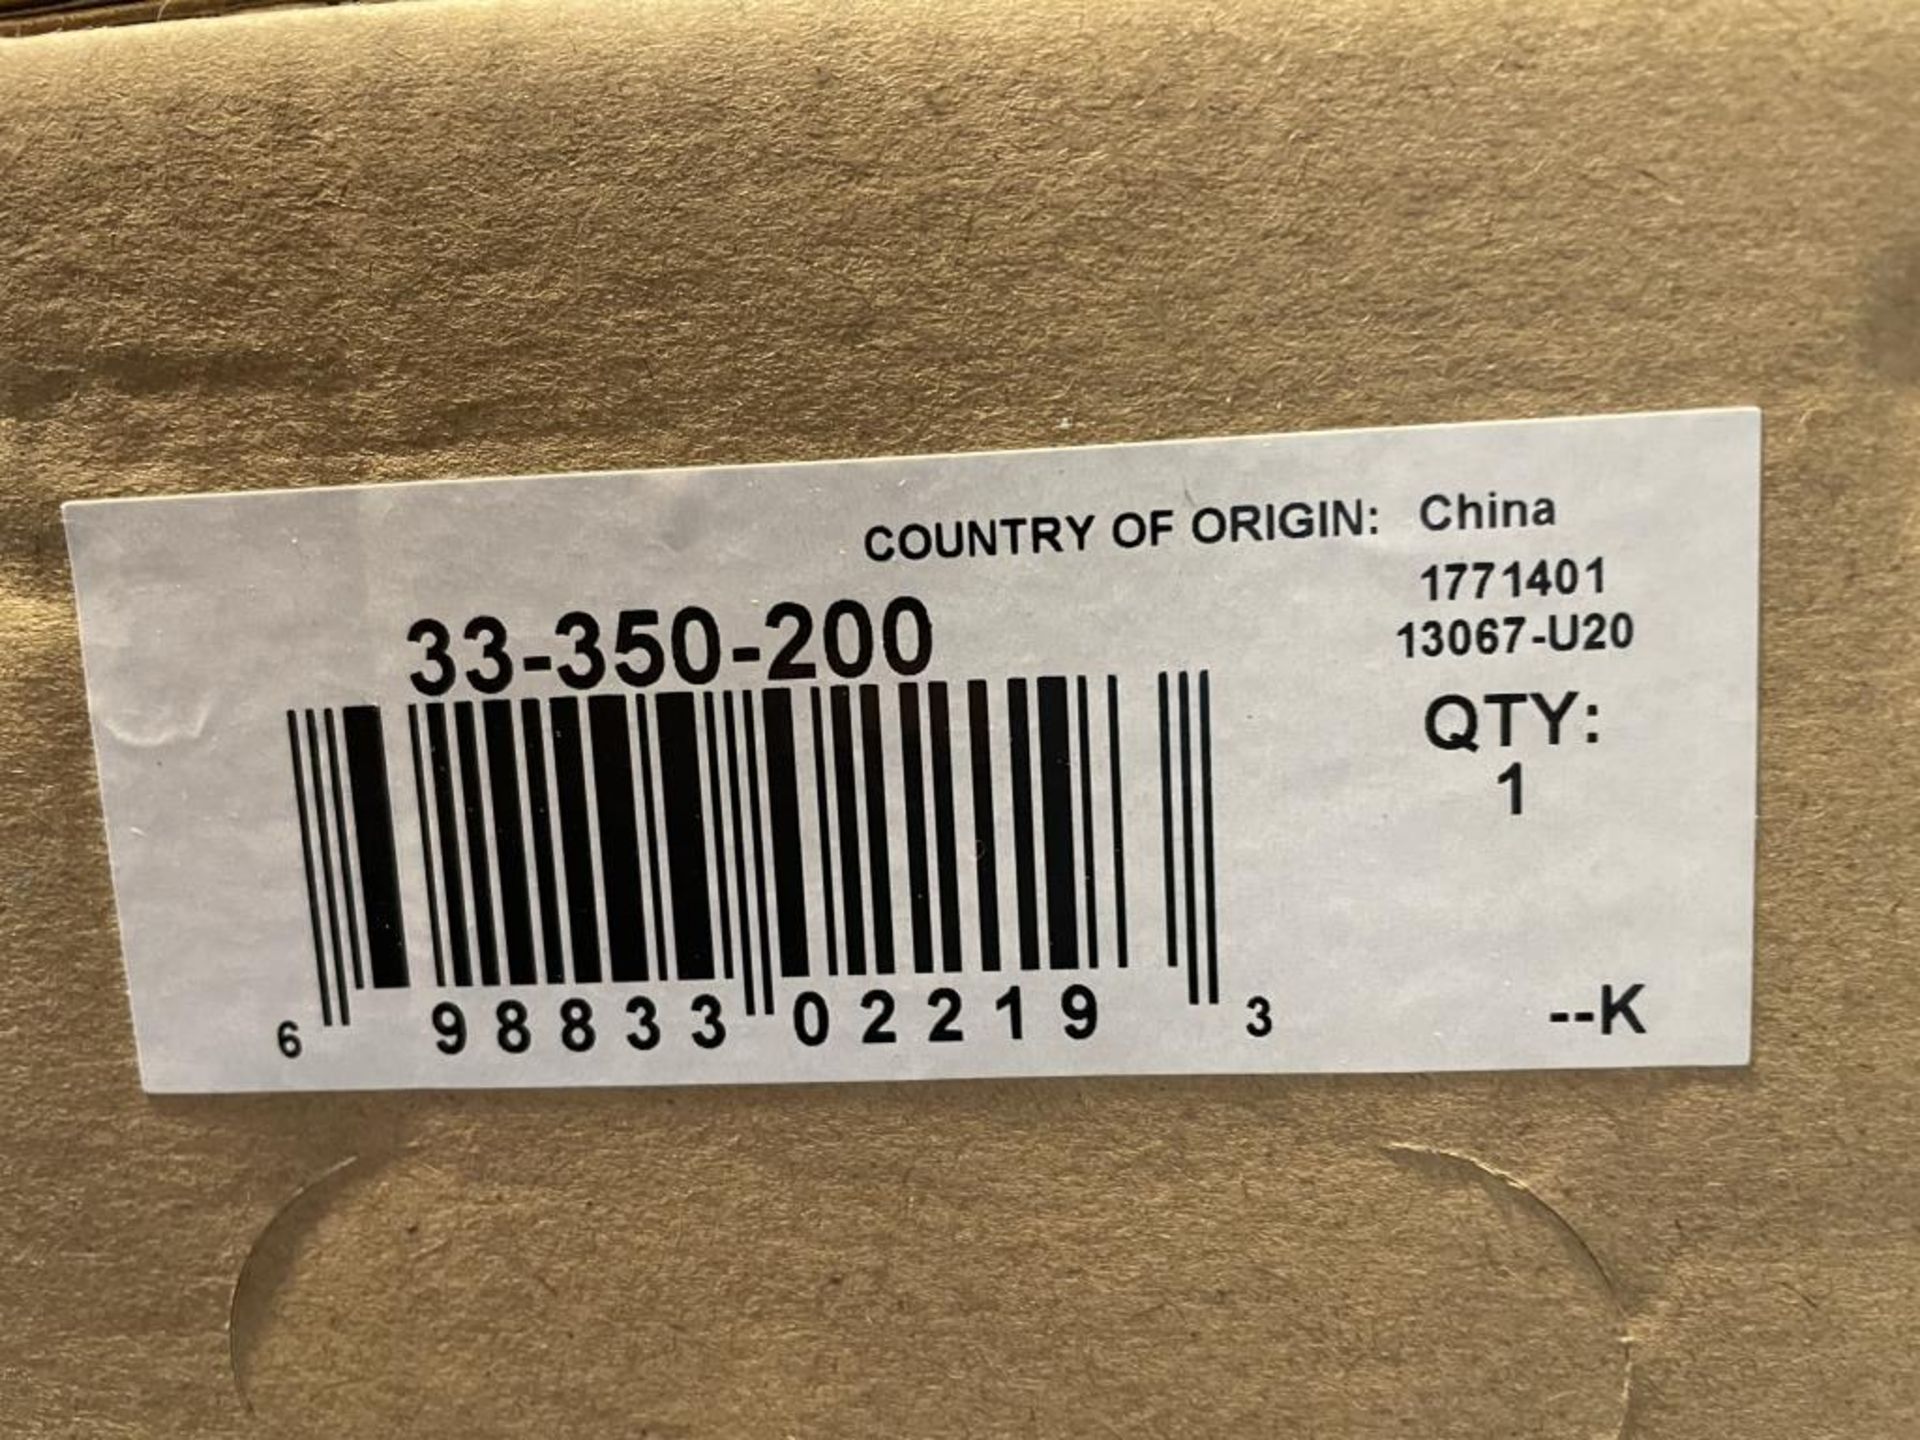 COUNTRY OF ORIGIN: China
1771401
33-350-200
13067-U20
QTY:
1
6 98833 02219 3
--K